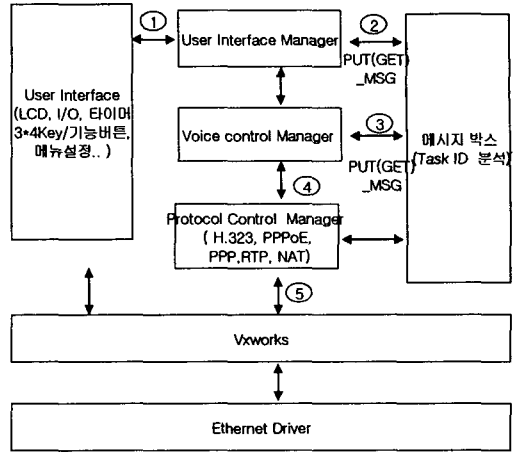 ①
User Interface Manager
②
PUT(GET)
_MSG
User Interface
(LCD, I/O, 타이머
3*4Key/기능버튼,
메뉴설정.. )
Voice control Manager
③
PUT(GET)
_MSG
메시지 박스
(Task ID 분석)
④
Protocol Control Manager
( H.323, PPPoE,
PPP,RTP, NAT)
⑤
Vxworks
Ethernet Driver